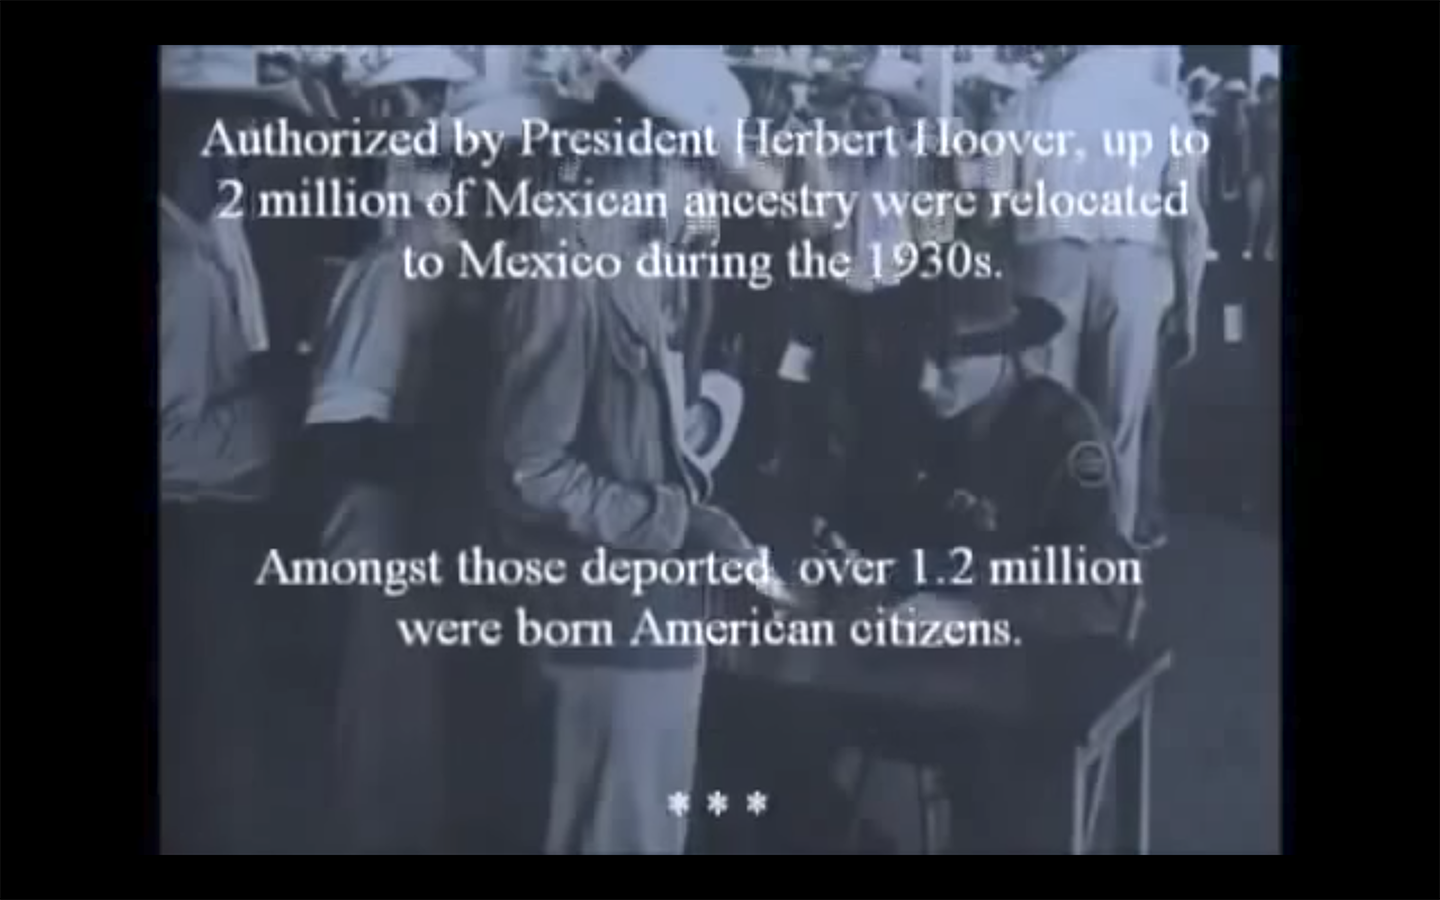 Authorized by President Herbert Hoover, up to
2 million of Mexican ancestry were relocated
to Mexico during the 1930s.
Amongst those deported, over 1.2 million
were born American citizens.
* * *